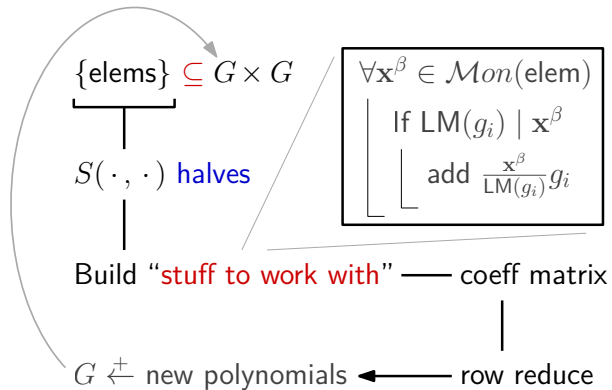 {elems} ⊆ G × G
S( · , · ) halves
Build “stuff to work with”
coeff matrix
row reduce
G ←⁺ new polynomials
∀𝐱^β ∈ ℳon(elem)
If LM(g_i) | 𝐱^β
add 𝐱^β/LM(g_i) g_i